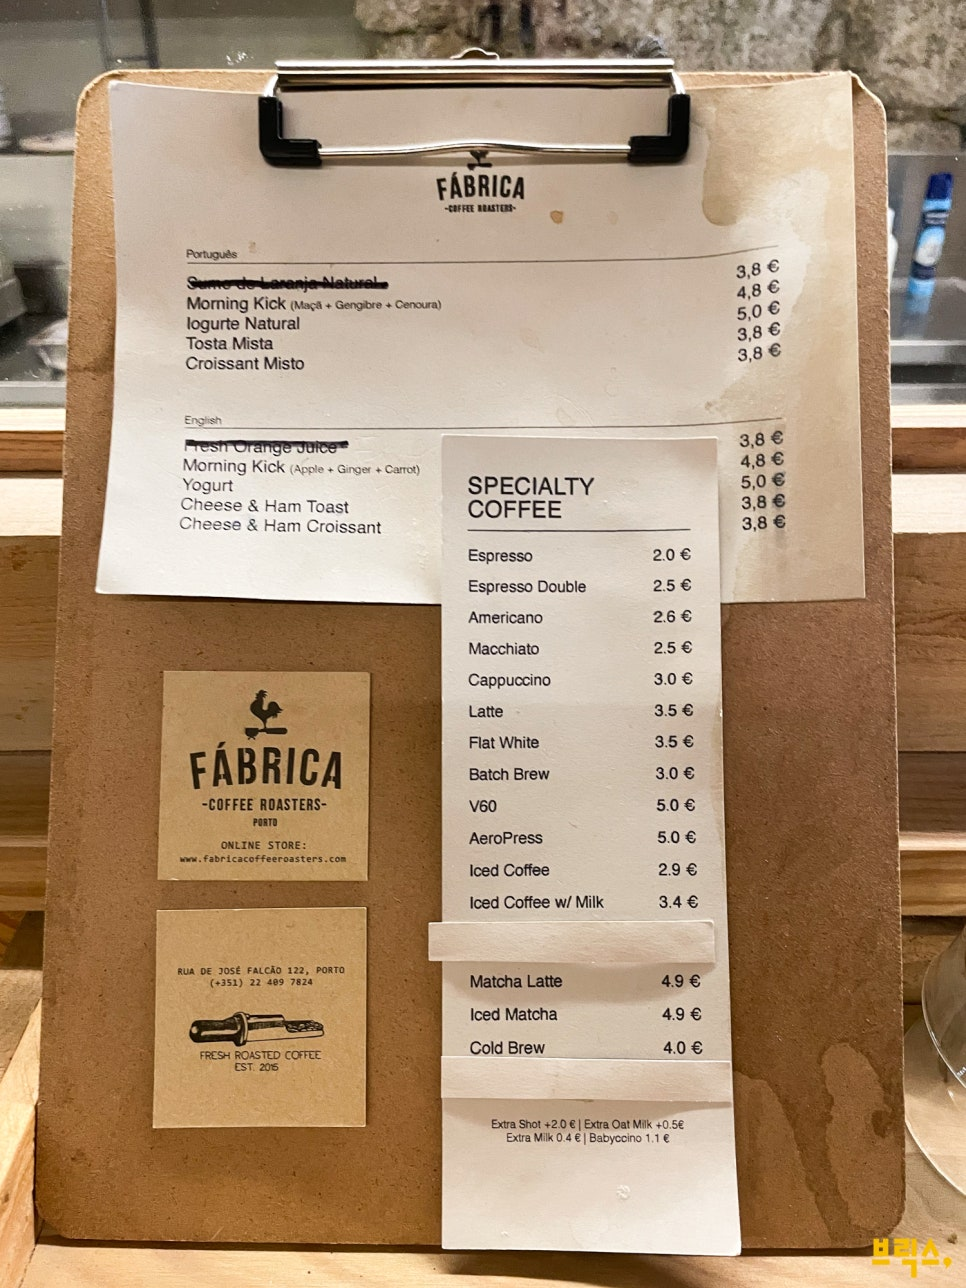 FÁBRICA
-COFFEE ROASTERS-
Português
Sumo de Laranja Natural 3,8 €
Morning Kick (Maçã + Gengibre + Cenoura) 4,8 €
Iogurte Natural 5,0 €
Tosta Mista 3,8 €
Croissant Misto 3,8 €
English
Fresh Orange Juice 3,8 €
Morning Kick (Apple + Ginger + Carrot) 4,8 €
Yogurt 5,0 €
Cheese & Ham Toast 3,8 €
Cheese & Ham Croissant 3,8 €
SPECIALTY
COFFEE
Espresso 2.0 €
Espresso Double 2.5 €
Americano 2.6 €
Macchiato 2.5 €
Cappuccino 3.0 €
Latte 3.5 €
Flat White 3.5 €
Batch Brew 3.0 €
V60 5.0 €
AeroPress 5.0 €
Iced Coffee 2.9 €
Iced Coffee w/ Milk 3.4 €
Matcha Latte 4.9 €
Iced Matcha 4.9 €
Cold Brew 4.0 €
Extra Shot +2.0 € | Extra Oat Milk +0.5€
Extra Milk 0.4 € | Babyccino 1.1 €
FÁBRICA
-COFFEE ROASTERS-
PORTO
ONLINE STORE:
www.fabricacoffeeroasters.com
RUA DE JOSÉ FALCÃO 122, PORTO
(+351) 22 409 7824
FRESH ROASTED COFFEE
EST. 2015
브릭스,